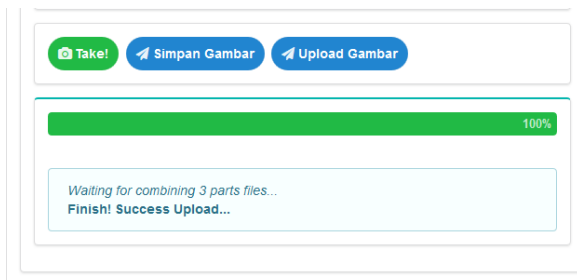 Take! Simpan Gambar Upload Gambar
100%
Waiting for combining 3 parts files...
Finish! Success Upload...